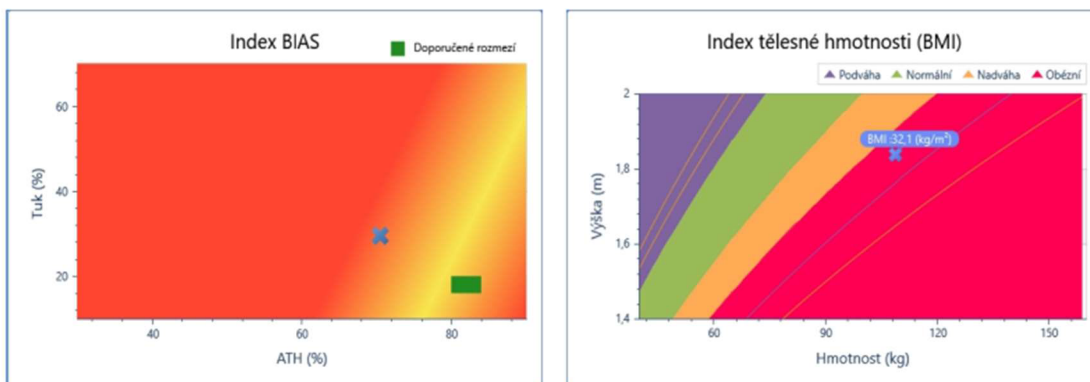 Index BIAS
Doporučené rozmezí
60
40
20
Tuk (%)
40
60
80
ATH (%)
Index tělesné hmotnosti (BMI)
Podváha Normální Nadváha Obézní
2
1,8
1,6
1,4
Výška (m)
BMI :32,1 (kg/m²)
60
90
120
150
Hmotnost (kg)